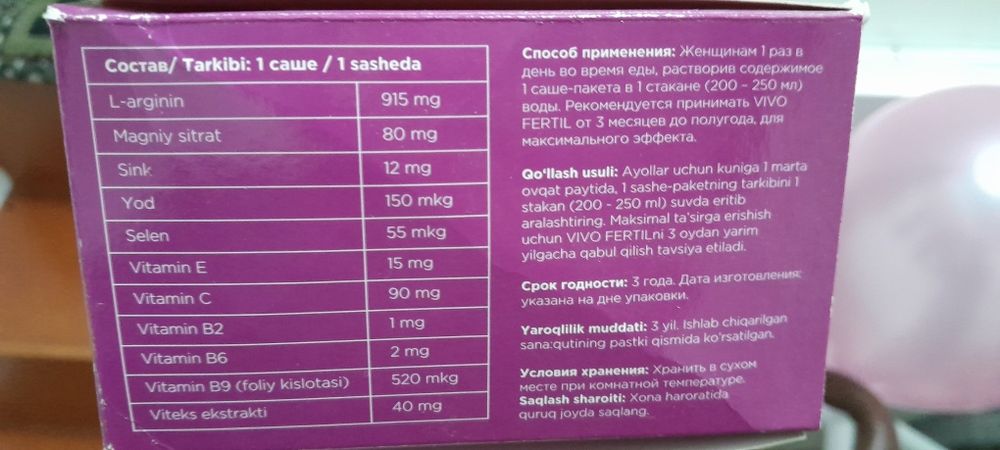 Состав/ Tarkibi: 1 саше / 1 sasheda
L-arginin 915 mg
Magniy sitrat 80 mg
Sink 12 mg
Yod 150 mkg
Selen 55 mkg
Vitamin E 15 mg
Vitamin C 90 mg
Vitamin B2 1 mg
Vitamin B6 2 mg
Vitamin B9 (foliy kislotasi) 520 mkg
Viteks ekstrakti 40 mg
Способ применения: Женщинам 1 раз в
день во время еды, растворив содержимое
1 саше-пакета в 1 стакане (200 – 250 мл)
воды. Рекомендуется принимать VIVO
FERTIL от 3 месяцев до полугода, для
максимального эффекта.
Qo‘llash usuli: Ayollar uchun kuniga 1 marta
ovqat paytida, 1 sashe-paketning tarkibini 1
stakan (200 - 250 ml) suvda eritib
aralashtiring. Maksimal ta’sirga erishish
uchun VIVO FERTILni 3 oydan yarim
yilgacha qabul qilish tavsiya etiladi.
Срок годности: 3 года. Дата изготовления:
указана на дне упаковки.
Yaroqlilik muddati: 3 yil. Ishlab chiqarilgan
sana:qutining pastki qismida ko‘rsatilgan.
Условия хранения: Хранить в сухом
месте при комнатной температуре.
Saqlash sharoiti: Xona haroratida
quruq joyda saqlang.